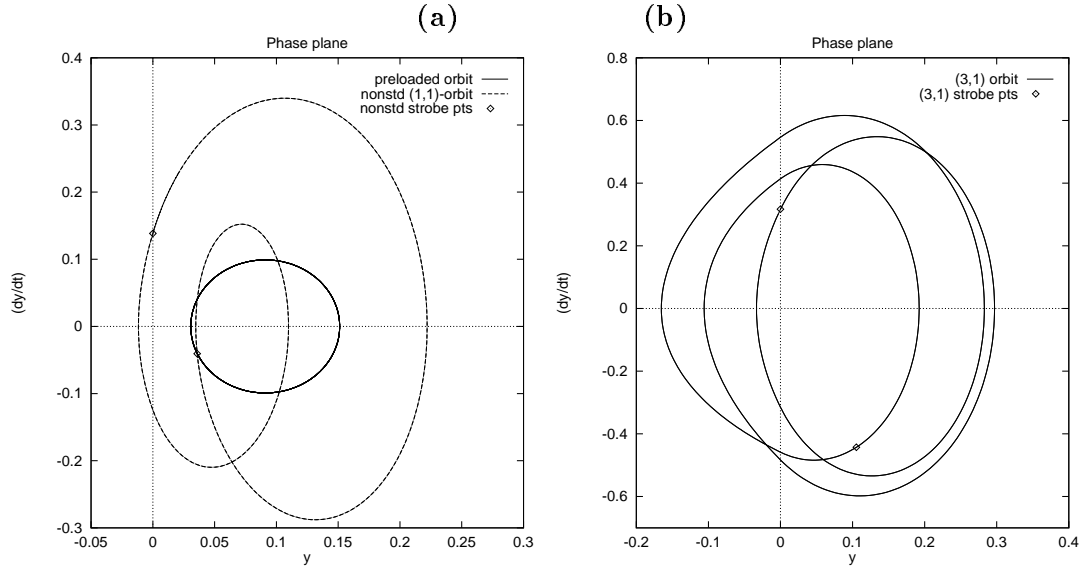 (a)
Phase plane
0.4
0.3
0.2
0.1
0
-0.1
-0.2
-0.3
-0.05
0
0.05
0.1
0.15
0.2
0.25
0.3
(dy/dt)
y
preloaded orbit
nonstd (1,1)-orbit
nonstd strobe pts
(b)
Phase plane
0.8
0.6
0.4
0.2
0
-0.2
-0.4
-0.6
-0.2
-0.1
0
0.1
0.2
0.3
0.4
(dy/dt)
y
(3,1) orbit
(3,1) strobe pts